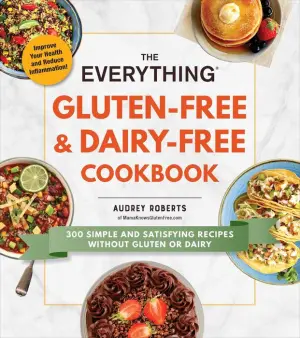 Improve
Your Health
and Reduce
Inflammation!
THE
EVERYTHING®
GLUTEN-FREE
& DAIRY-FREE
COOKBOOK
AUDREY ROBERTS
of MamaKnowsGlutenFree.com
300 SIMPLE AND SATISFYING RECIPES
WITHOUT GLUTEN OR DAIRY